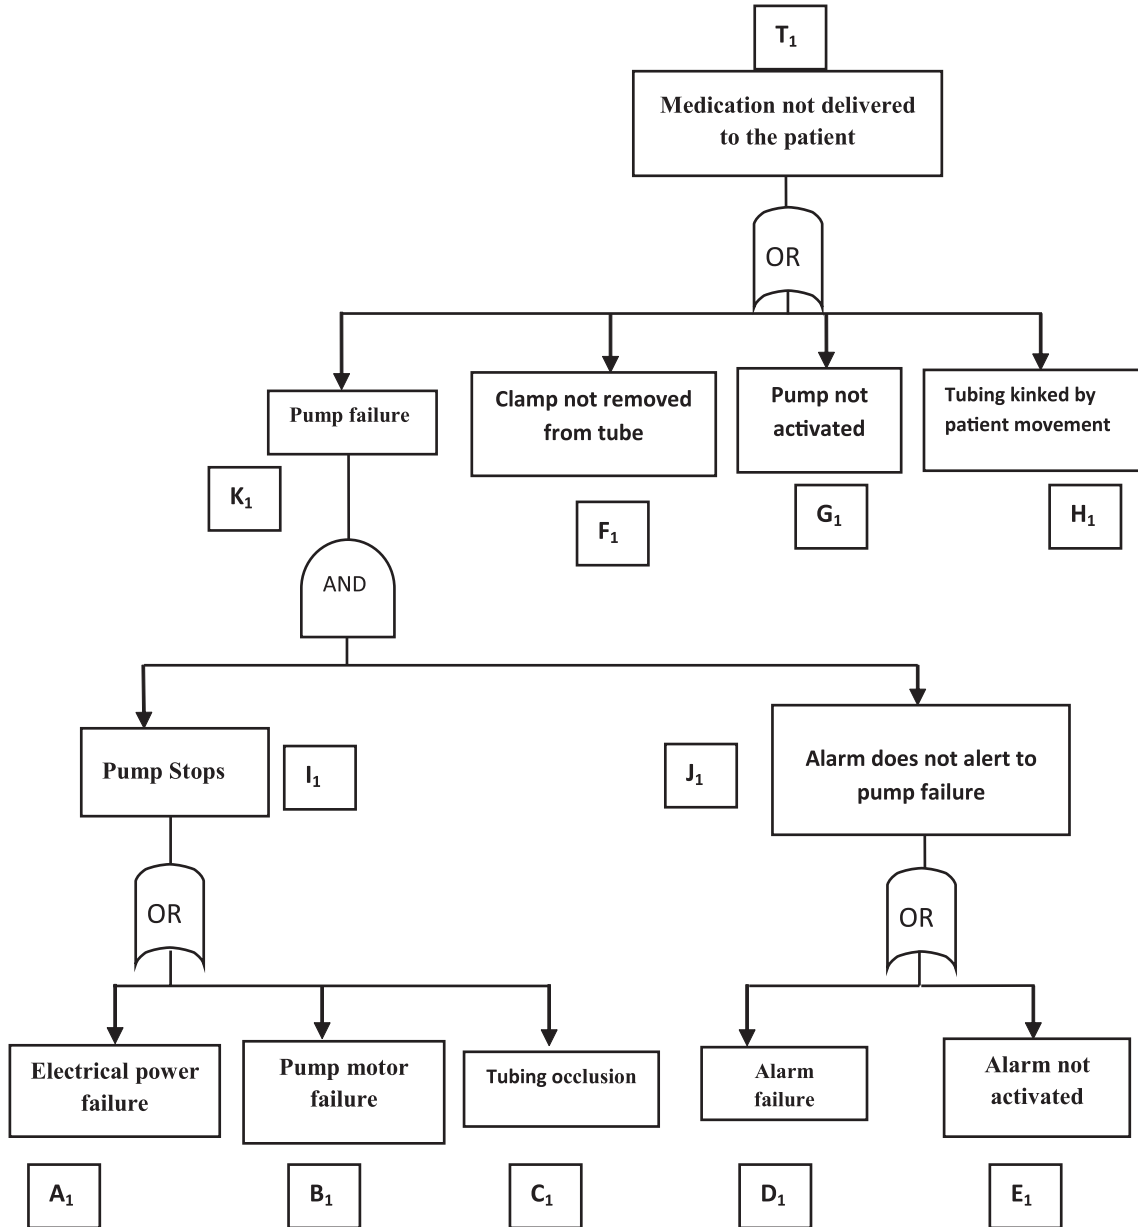 T₁
Medication not delivered
to the patient
OR
Pump failure
Clamp not removed
from tube
Pump not
activated
Tubing kinked by
patient movement
K₁
F₁
G₁
H₁
AND
Pump Stops
I₁
J₁
Alarm does not alert to
pump failure
OR
OR
Electrical power
failure
Pump motor
failure
Tubing occlusion
Alarm
failure
Alarm not
activated
A₁
B₁
C₁
D₁
E₁